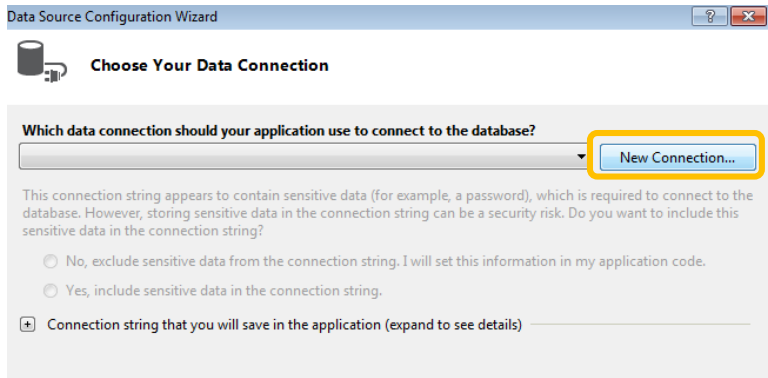 Data Source Configuration Wizard
?
Choose Your Data Connection
Which data connection should your application use to connect to the database?
New Connection...
This connection string appears to contain sensitive data (for example, a password), which is required to connect to the
database. However, storing sensitive data in the connection string can be a security risk. Do you want to include this
sensitive data in the connection string?
No, exclude sensitive data from the connection string. I will set this information in my application code.
Yes, include sensitive data in the connection string.
Connection string that you will save in the application (expand to see details)